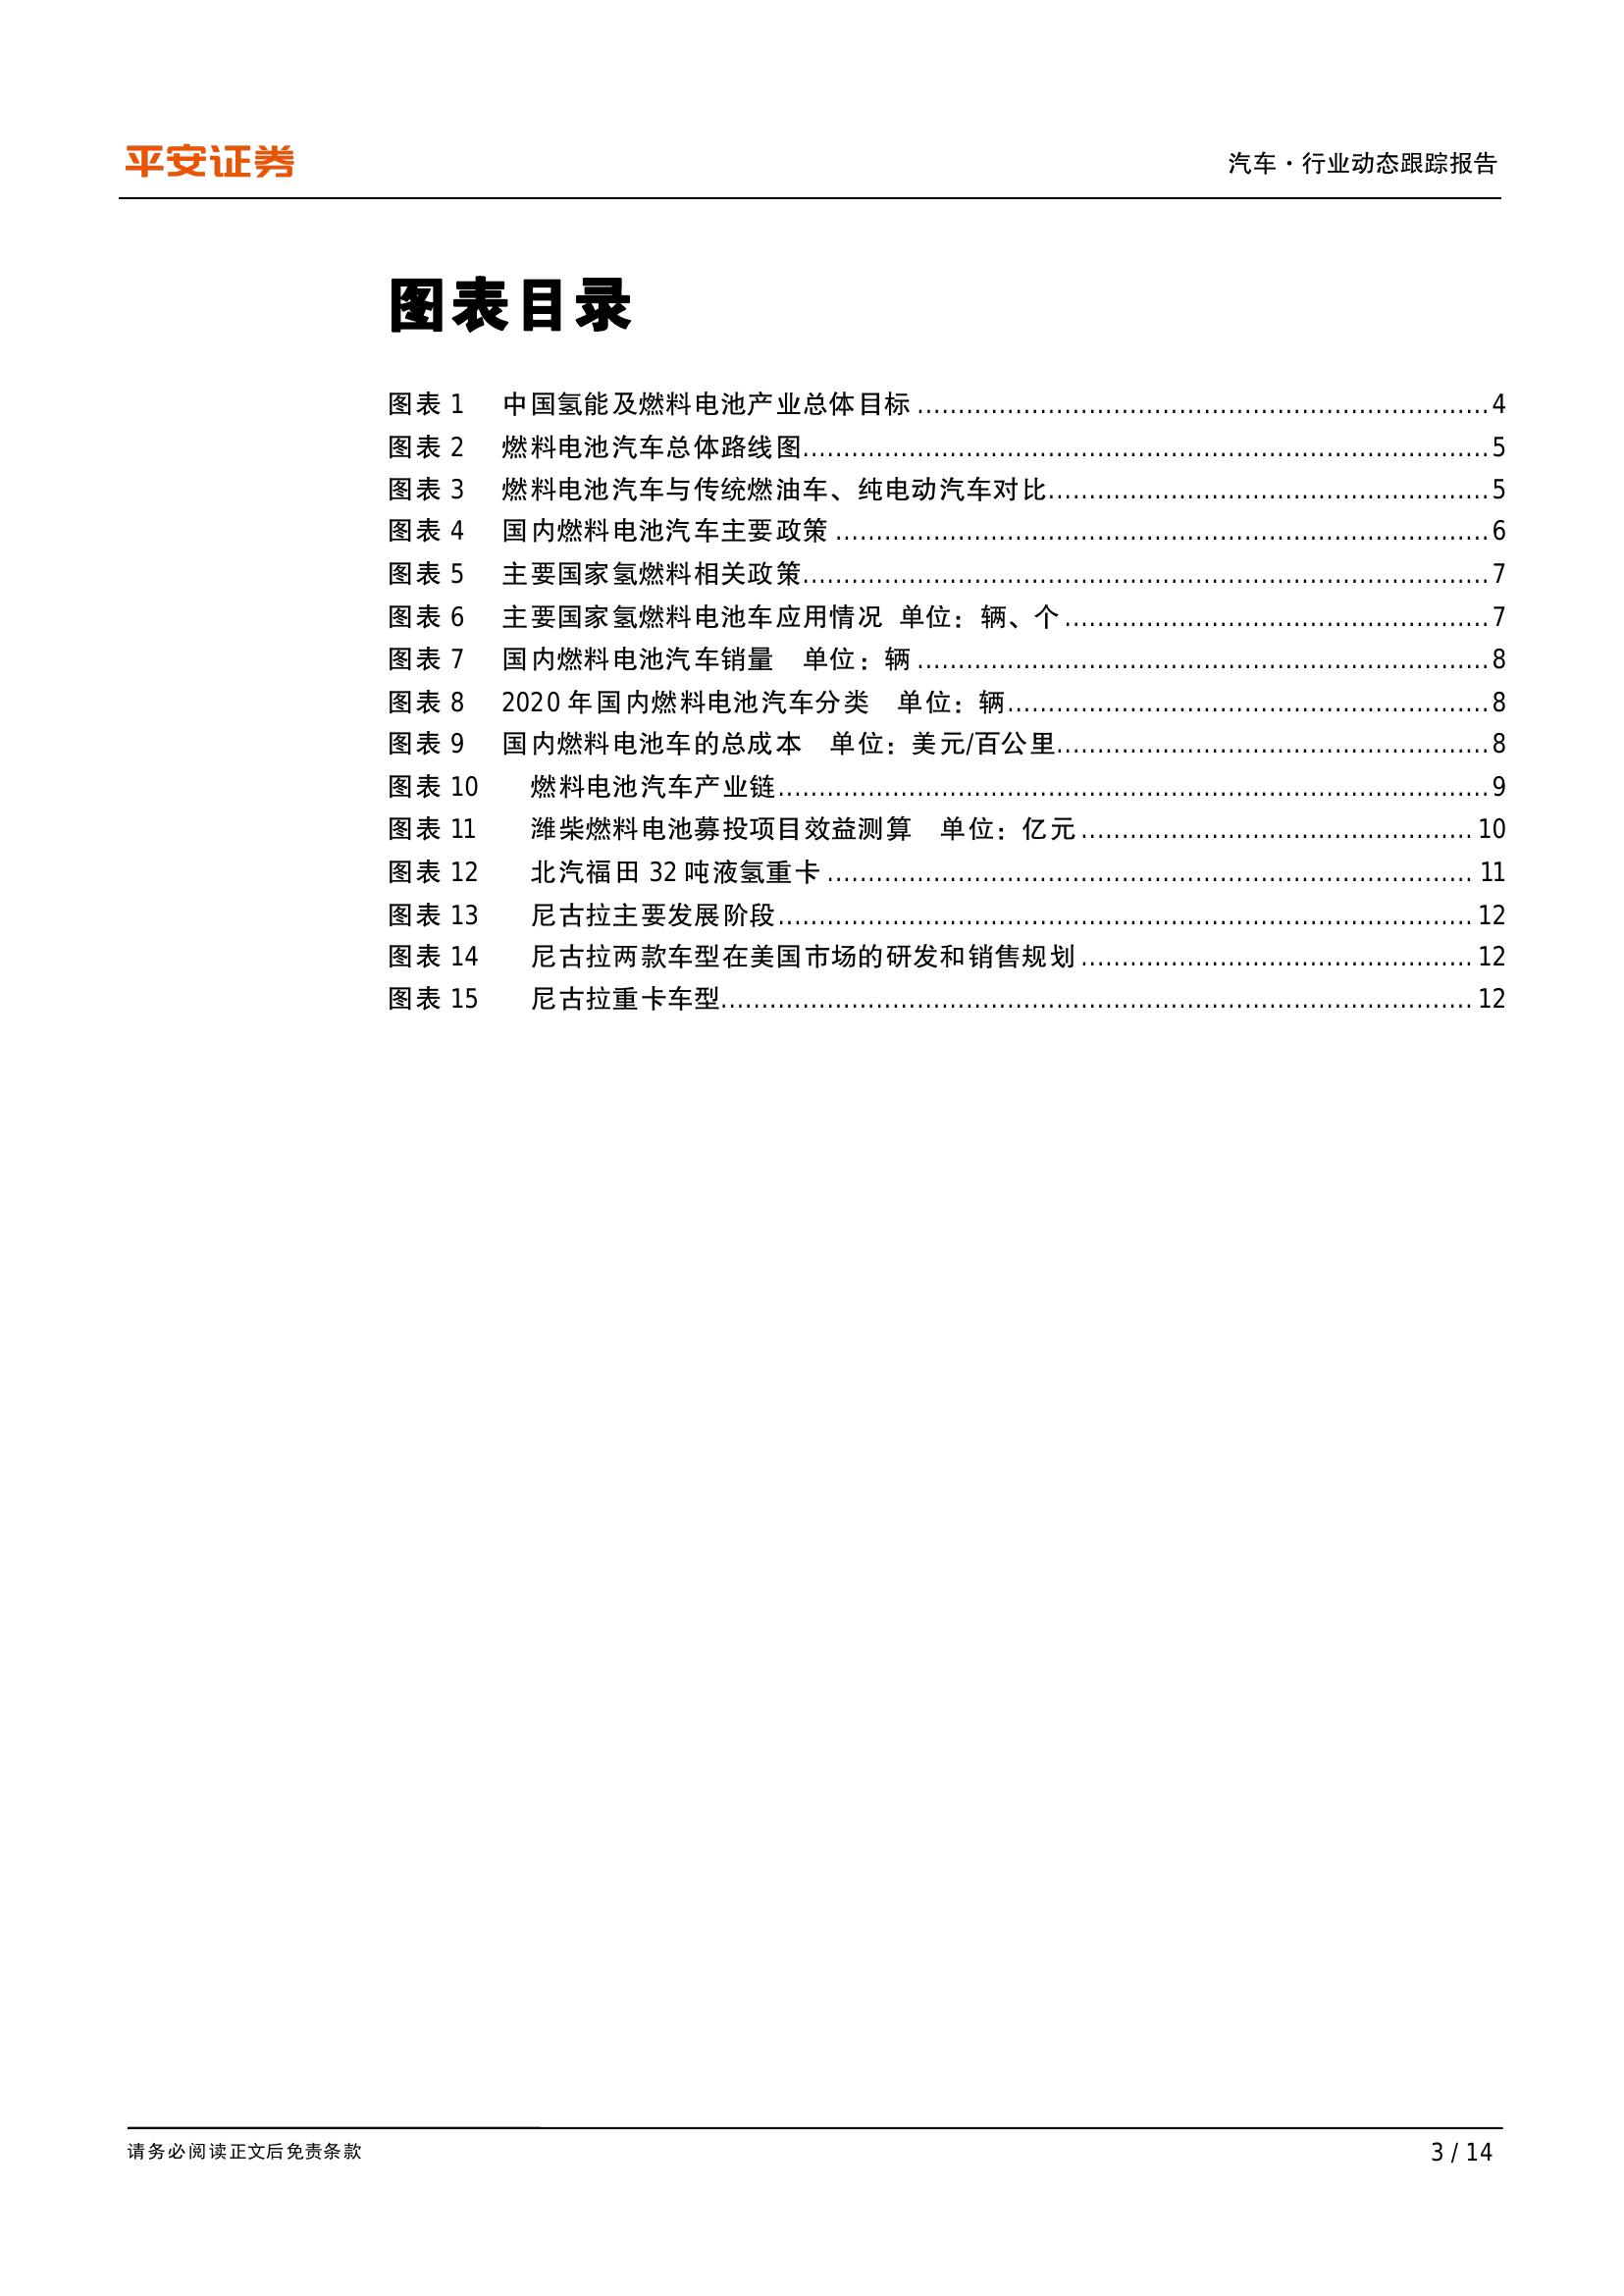 平安证券
汽车·行业动态跟踪报告
图表目录
图表 1 中国氢能及燃料电池产业总体目标 ........................................ 4
图表 2 燃料电池汽车总体路线图........................................ 5
图表 3 燃料电池汽车与传统燃油车、纯电动汽车对比........................................ 5
图表 4 国内燃料电池汽车主要政策 ........................................ 6
图表 5 主要国家氢燃料相关政策........................................ 7
图表 6 主要国家氢燃料电池车应用情况 单位：辆、个 ........................................ 7
图表 7 国内燃料电池汽车销量 单位：辆 ........................................ 8
图表 8 2020 年国内燃料电池汽车分类 单位：辆........................................ 8
图表 9 国内燃料电池车的总成本 单位：美元/百公里........................................ 8
图表 10 燃料电池汽车产业链........................................ 9
图表 11 潍柴燃料电池募投项目效益测算 单位：亿元 ........................................ 10
图表 12 北汽福田 32 吨液氢重卡 ........................................ 11
图表 13 尼古拉主要发展阶段........................................ 12
图表 14 尼古拉两款车型在美国市场的研发和销售规划 ........................................ 12
图表 15 尼古拉重卡车型........................................ 12
请务必阅读正文后免责条款
3 / 14